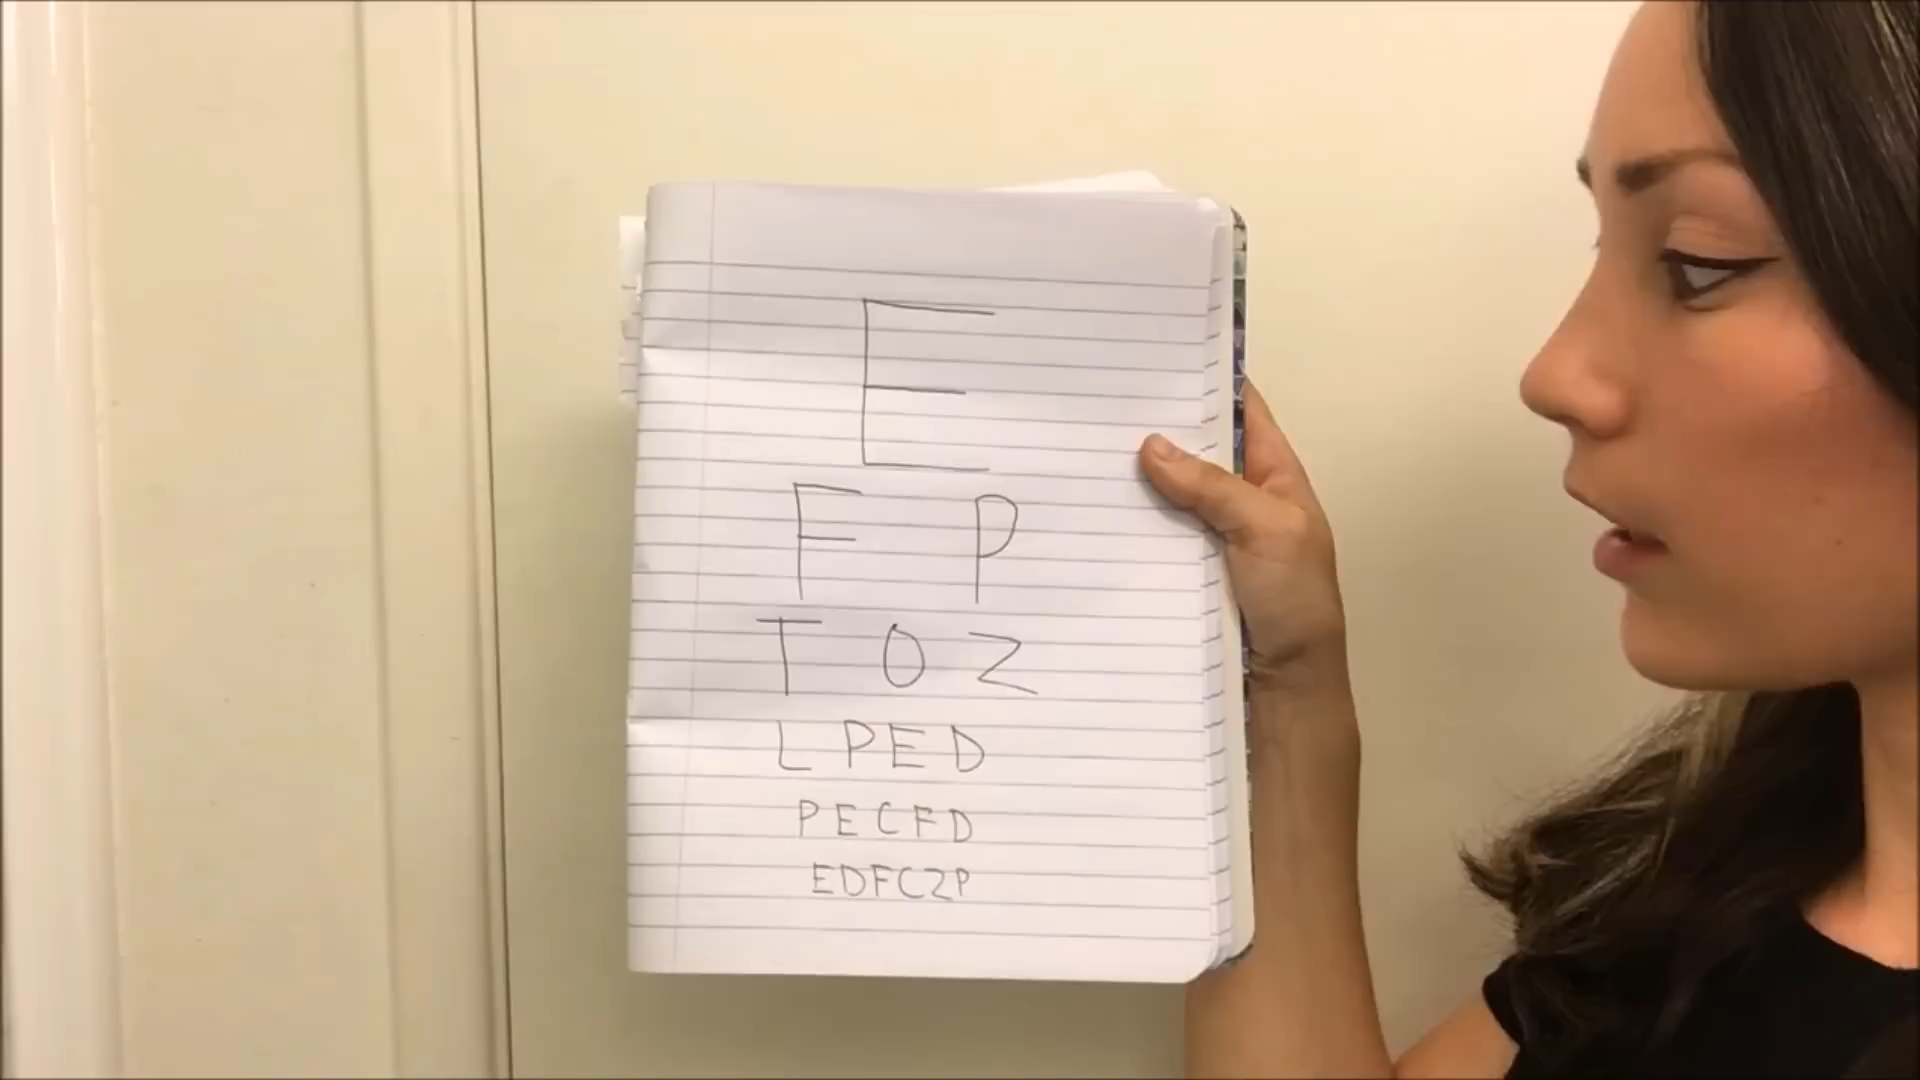 E
F P
T O Z
L P E D
P E C F D
E D F C Z P